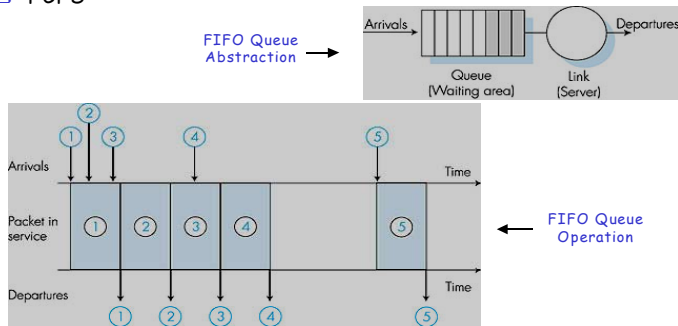 Arrivals
Departures
FIFO Queue
Abstraction
Queue
(Waiting area)
Link
(Server)
2
1
3
4
5
Arrivals
Time
Packet in
service
1
2
3
4
5
FIFO Queue
Operation
Time
Departures
1
2
3
4
5